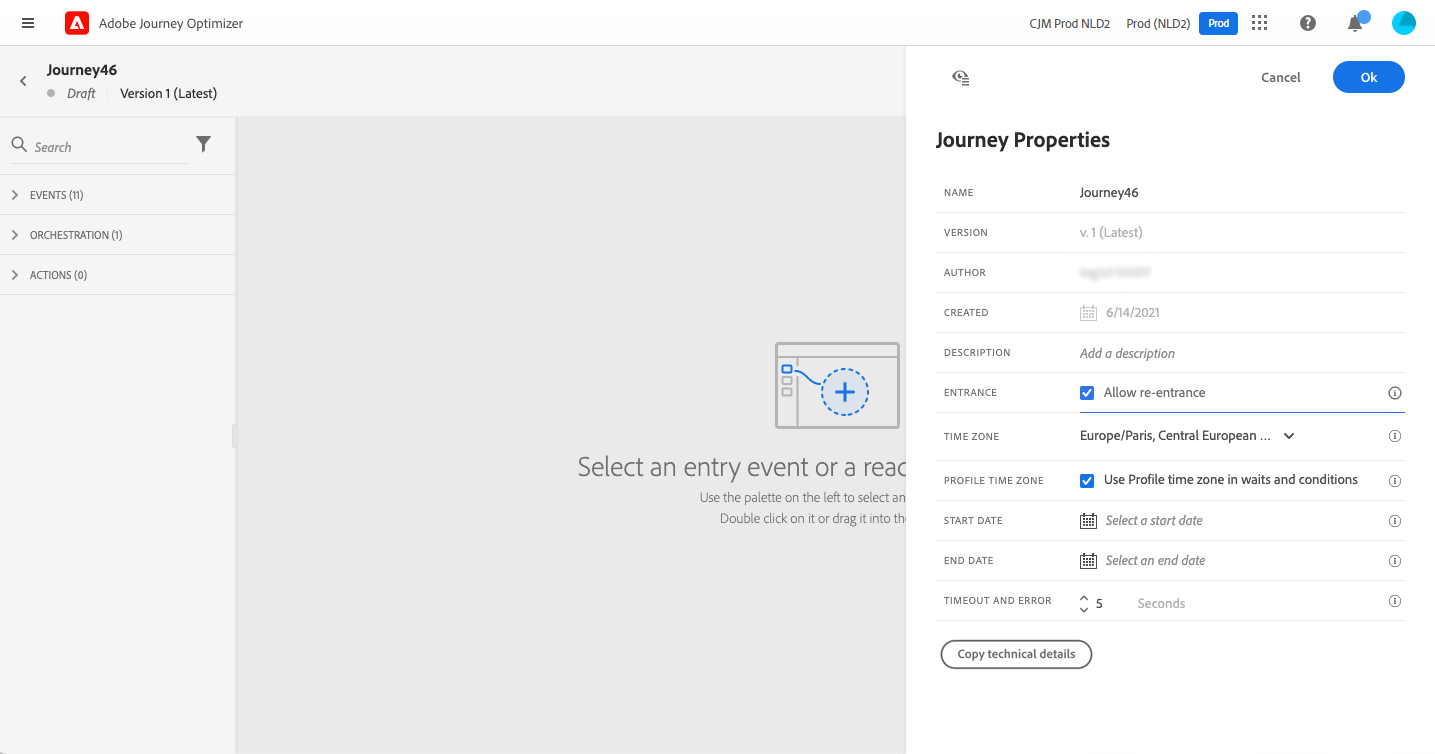 Adobe Journey Optimizer
CJM Prod NLD2 Prod (NLD2) Prod
Journey46
Draft Version 1 (Latest)
Search
EVENTS (11)
ORCHESTRATION (1)
ACTIONS (0)
Select an entry event or a read
Use the palette on the left to select an
Double click on it or drag it into the
Cancel Ok
Journey Properties
NAME Journey46
VERSION v. 1 (Latest)
AUTHOR
CREATED 6/14/2021
DESCRIPTION Add a description
ENTRANCE Allow re-entrance
TIME ZONE Europe/Paris, Central European ...
PROFILE TIME ZONE Use Profile time zone in waits and conditions
START DATE Select a start date
END DATE Select an end date
TIMEOUT AND ERROR 5 Seconds
Copy technical details